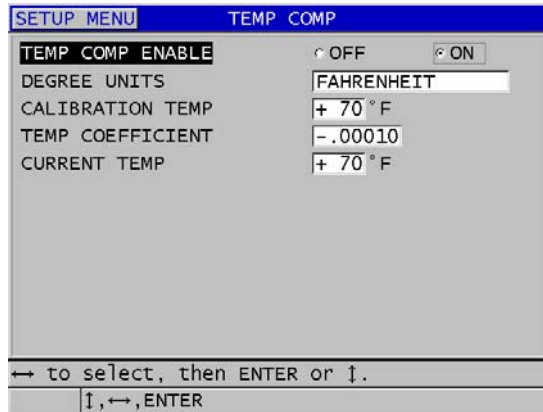 SETUP MENU TEMP COMP
TEMP COMP ENABLE OFF ON
DEGREE UNITS FAHRENHEIT
CALIBRATION TEMP + 70 °F
TEMP COEFFICIENT -.00010
CURRENT TEMP + 70 °F
↔ to select, then ENTER or ↕.
↕,↔,ENTER